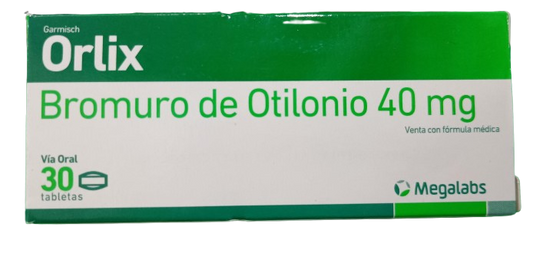 Garmisch
Orlix
Bromuro de Otilonio 40 mg
Venta con fórmula médica
Vía Oral
30
tabletas
Megalabs